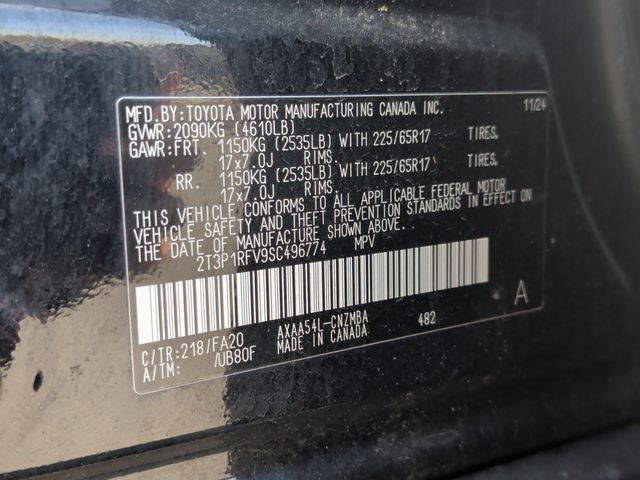 MFD.BY:TOYOTA MOTOR MANUFACTURING CANADA INC. 11/24
GVWR:2090KG (4610LB)
GAWR:FRT. 1150KG (2535LB) WITH 225/65R17 TIRES,
17x7.0J RIMS.
RR. 1150KG (2535LB) WITH 225/65R17 TIRES,
17x7.0J RIMS.
THIS VEHICLE CONFORMS TO ALL APPLICABLE FEDERAL MOTOR
VEHICLE SAFETY AND THEFT PREVENTION STANDARDS IN EFFECT ON
THE DATE OF MANUFACTURE SHOWN ABOVE.
2T3P1RFV9SC496774 MPV
A
C/TR:218/FA20 AXAA54L-CNZMBA 482
A/TM: /UB80F MADE IN CANADA